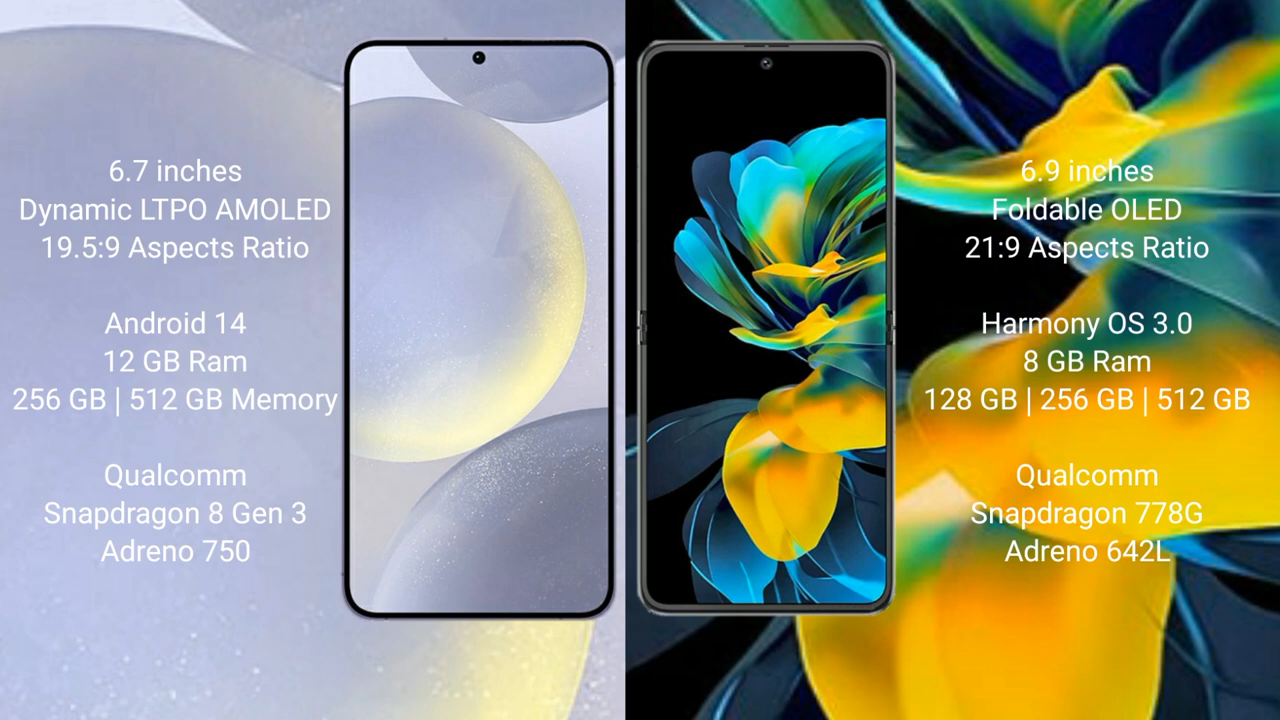 6.7 inches
Dynamic LTPO AMOLED
19.5:9 Aspects Ratio
Android 14
12 GB Ram
256 GB | 512 GB Memory
Qualcomm
Snapdragon 8 Gen 3
Adreno 750
6.9 inches
Foldable OLED
21:9 Aspects Ratio
Harmony OS 3.0
8 GB Ram
128 GB | 256 GB | 512 GB
Qualcomm
Snapdragon 778G
Adreno 642L